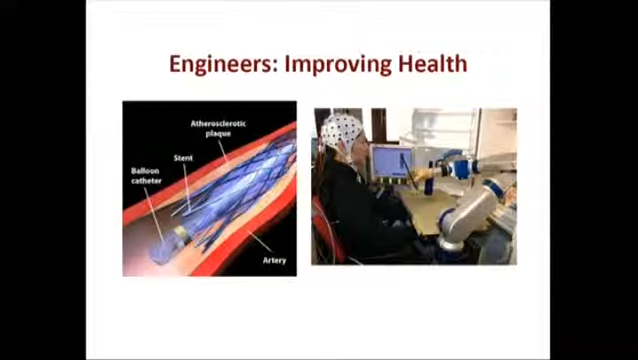 Engineers: Improving Health
Atherosclerotic
plaque
Stent
Balloon
catheter
Artery